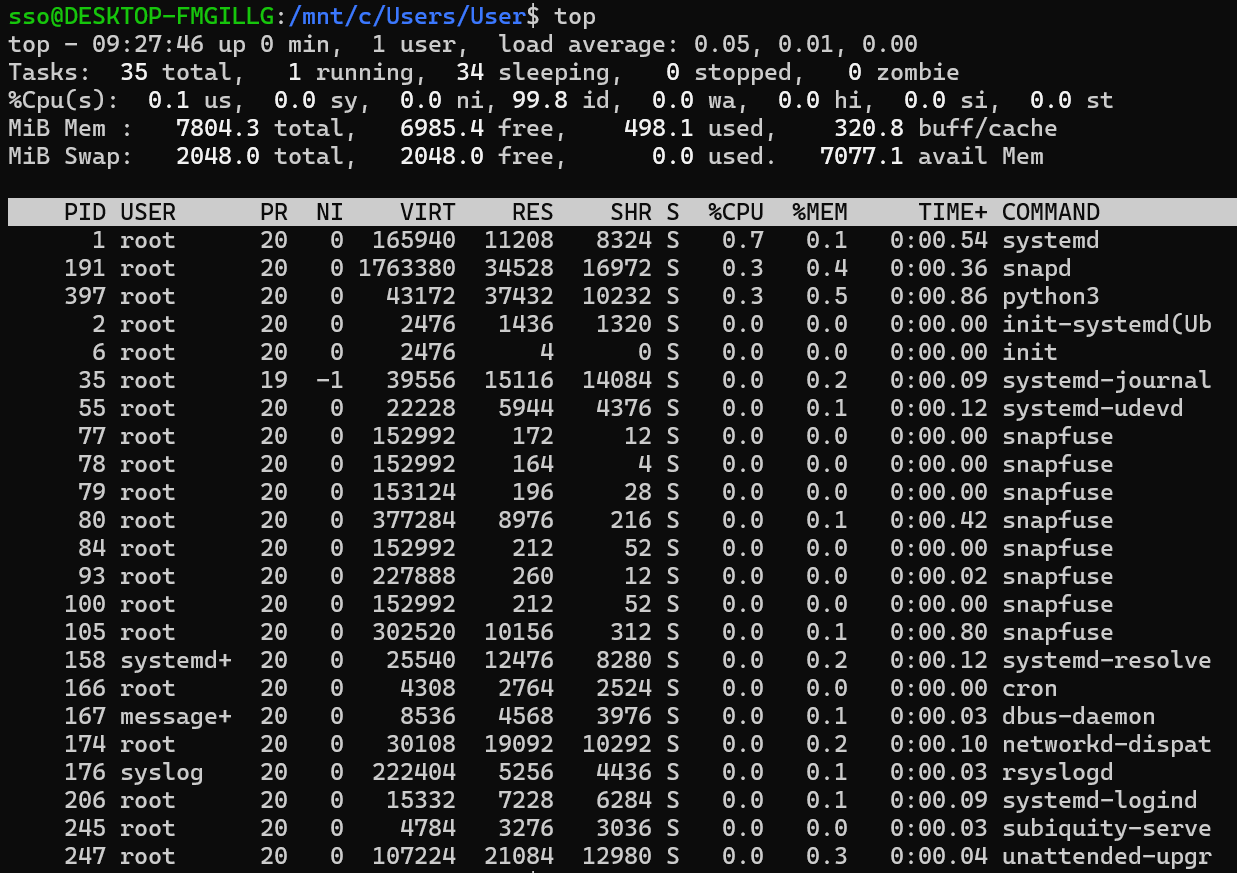 sso@DESKTOP-FMGILLG:/mnt/c/Users/User$ top
top - 09:27:46 up 0 min,  1 user,  load average: 0.05, 0.01, 0.00
Tasks:  35 total,   1 running,  34 sleeping,   0 stopped,   0 zombie
%Cpu(s):  0.1 us,  0.0 sy,  0.0 ni, 99.8 id,  0.0 wa,  0.0 hi,  0.0 si,  0.0 st
MiB Mem :   7804.3 total,   6985.4 free,    498.1 used,    320.8 buff/cache
MiB Swap:   2048.0 total,   2048.0 free,      0.0 used.   7077.1 avail Mem
    PID USER      PR  NI    VIRT    RES    SHR S  %CPU  %MEM     TIME+ COMMAND
      1 root      20   0  165940  11208   8324 S   0.7   0.1   0:00.54 systemd
    191 root      20   0 1763380  34528  16972 S   0.3   0.4   0:00.36 snapd
    397 root      20   0   43172  37432  10232 S   0.3   0.5   0:00.86 python3
      2 root      20   0    2476   1436   1320 S   0.0   0.0   0:00.00 init-systemd(Ub
      6 root      20   0    2476      4      0 S   0.0   0.0   0:00.00 init
     35 root      19  -1   39556  15116  14084 S   0.0   0.2   0:00.09 systemd-journal
     55 root      20   0   22228   5944   4376 S   0.0   0.1   0:00.12 systemd-udevd
     77 root      20   0  152992    172     12 S   0.0   0.0   0:00.00 snapfuse
     78 root      20   0  152992    164      4 S   0.0   0.0   0:00.00 snapfuse
     79 root      20   0  153124    196     28 S   0.0   0.0   0:00.00 snapfuse
     80 root      20   0  377284   8976    216 S   0.0   0.1   0:00.42 snapfuse
     84 root      20   0  152992    212     52 S   0.0   0.0   0:00.00 snapfuse
     93 root      20   0  227888    260     12 S   0.0   0.0   0:00.02 snapfuse
    100 root      20   0  152992    212     52 S   0.0   0.0   0:00.00 snapfuse
    105 root      20   0  302520  10156    312 S   0.0   0.1   0:00.80 snapfuse
    158 systemd+  20   0   25540  12476   8280 S   0.0   0.2   0:00.12 systemd-resolve
    166 root      20   0    4308   2764   2524 S   0.0   0.0   0:00.00 cron
    167 message+  20   0    8536   4568   3976 S   0.0   0.1   0:00.03 dbus-daemon
    174 root      20   0   30108  19092  10292 S   0.0   0.2   0:00.10 networkd-dispat
    176 syslog    20   0  222404   5256   4436 S   0.0   0.1   0:00.03 rsyslogd
    206 root      20   0   15332   7228   6284 S   0.0   0.1   0:00.09 systemd-logind
    245 root      20   0    4784   3276   3036 S   0.0   0.0   0:00.03 subiquity-serve
    247 root      20   0  107224  21084  12980 S   0.0   0.3   0:00.04 unattended-upgr